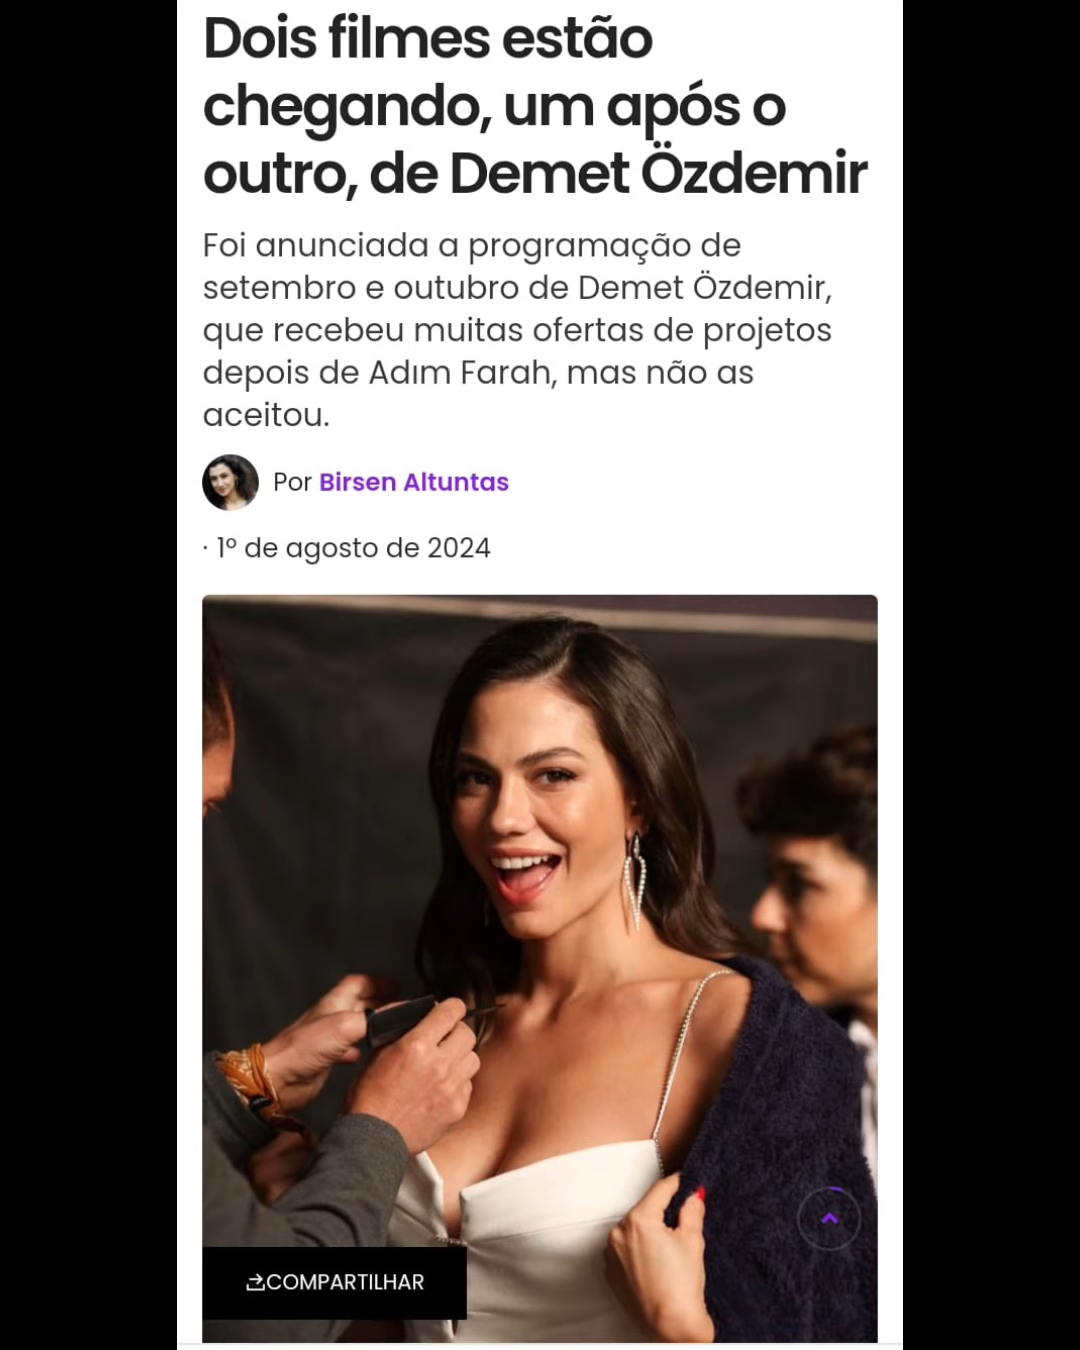 Dois filmes estão
chegando, um após o
outro, de Demet Özdemir
Foi anunciada a programação de
setembro e outubro de Demet Özdemir,
que recebeu muitas ofertas de projetos
depois de Adım Farah, mas não as
aceitou.
Por Birsen Altuntas
· 1º de agosto de 2024
COMPARTILHAR